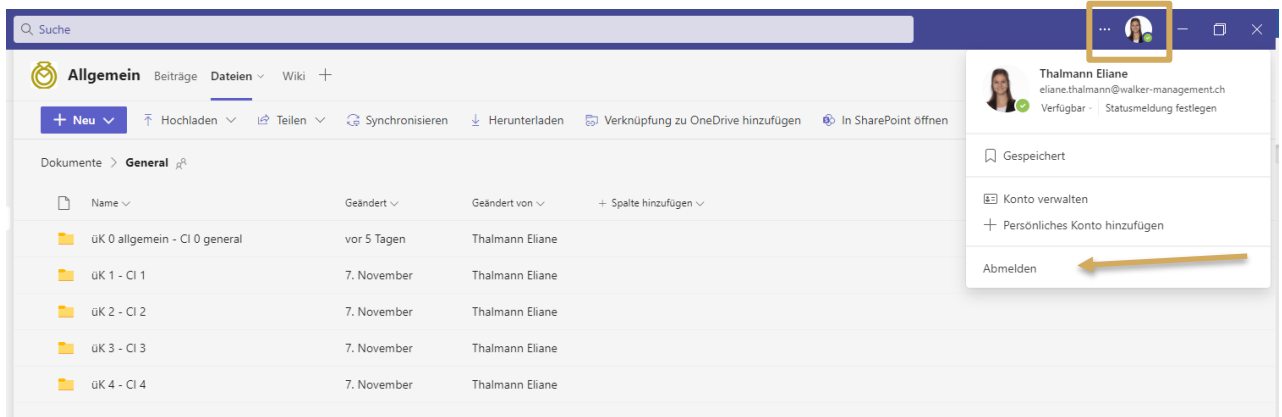 Suche
Allgemein Beiträge Dateien Wiki
Neu Hochladen Teilen Synchronisieren Herunterladen Verknüpfung zu OneDrive hinzufügen In SharePoint öffnen
Dokumente > General
Name Geändert Geändert von + Spalte hinzufügen
üK 0 allgemein - CI 0 general vor 5 Tagen Thalmann Eliane
üK 1 - CI 1 7. November Thalmann Eliane
üK 2 - CI 2 7. November Thalmann Eliane
üK 3 - CI 3 7. November Thalmann Eliane
üK 4 - CI 4 7. November Thalmann Eliane
Thalmann Eliane
eliane.thalmann@walker-management.ch
Verfügbar Statusmeldung festlegen
Gespeichert
Konto verwalten
Persönliches Konto hinzufügen
Abmelden